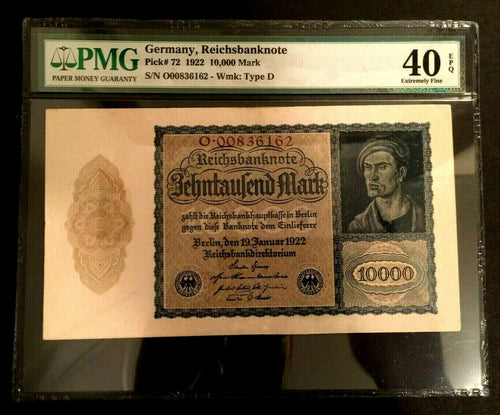 PMG
PAPER MONEY GUARANTY
Germany, Reichsbanknote
Pick# 72 1922 10,000 Mark
S/N O00836162 - Wmk: Type D
40
EPQ
Extremely Fine
O·00836162
Reichsbanknote
Zehntausend Mark
zahlt die Reichsbankhauptkasse in Berlin
gegen diese Banknote dem Einlieferer
Berlin, den 19. Januar 1922
Reichsbankdirektorium
10000